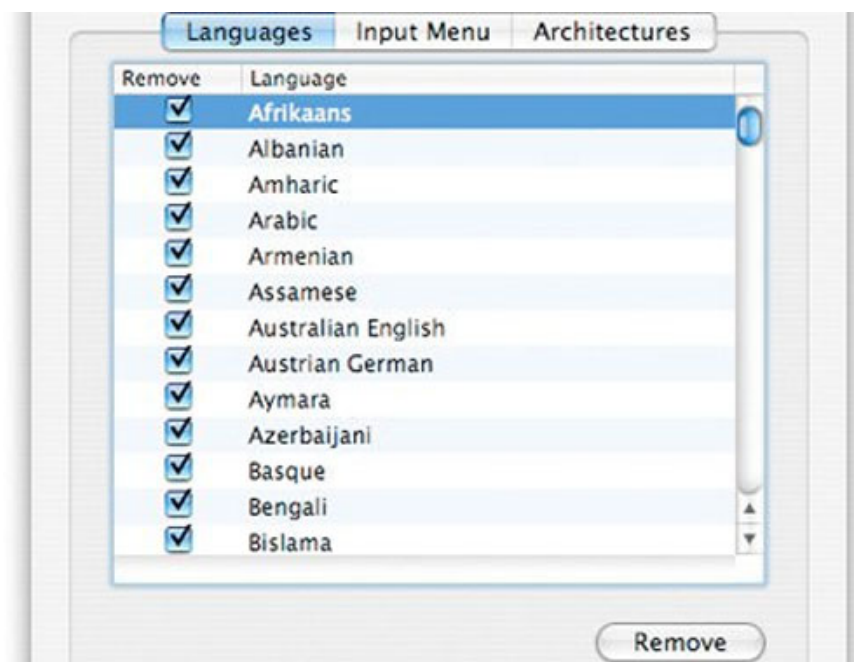 Languages Input Menu Architectures
Remove Language
Afrikaans
Albanian
Amharic
Arabic
Armenian
Assamese
Australian English
Austrian German
Aymara
Azerbaijani
Basque
Bengali
Bislama
Remove